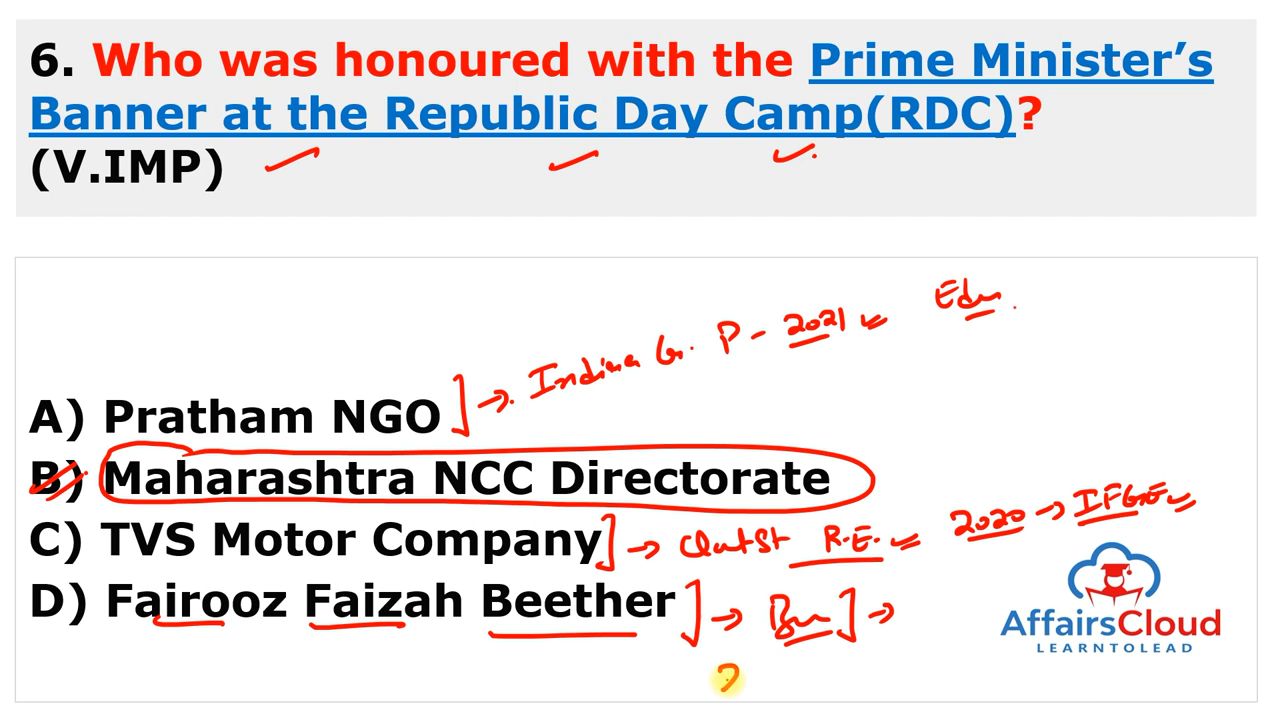 6. Who was honoured with the Prime Minister’s
Banner at the Republic Day Camp(RDC)?
(V.IMP)
Edu
Indira G. P - 2021
A) Pratham NGO
B) Maharashtra NCC Directorate
C) TVS Motor Company
R.E. 2020 → IFGE
D) Fairooz Faizah Beether
AffairsCloud
LEARNTOLEAD